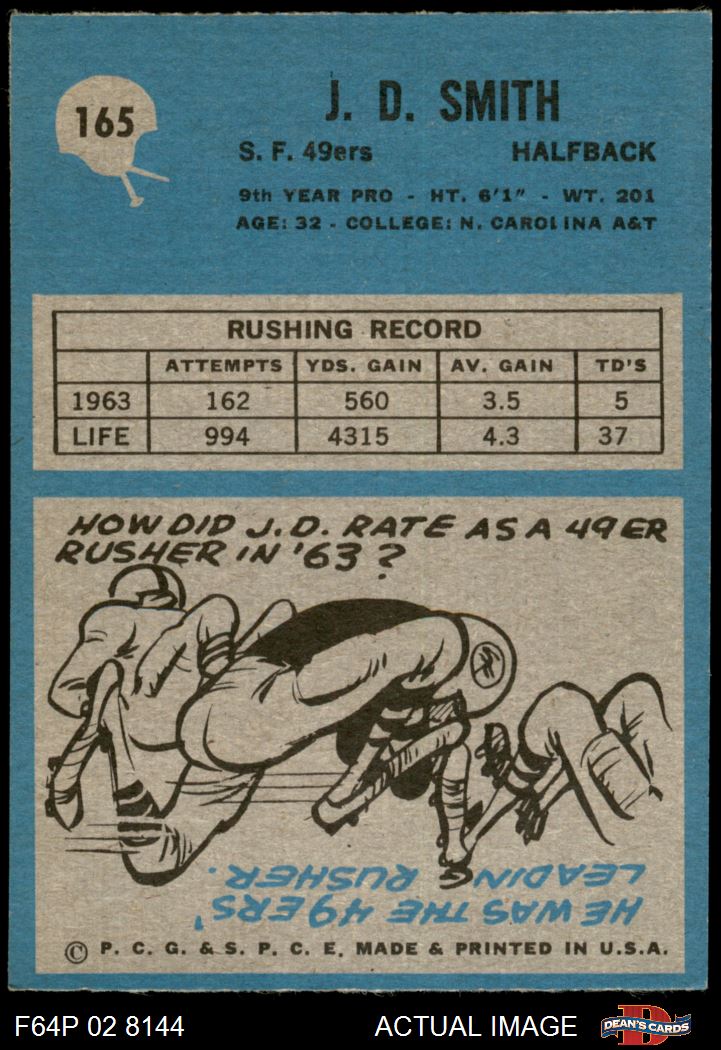 165
J. D. SMITH
S. F. 49ers HALFBACK
9th YEAR PRO - HT. 6'1" - WT. 201
AGE: 32 - COLLEGE: N. CAROLINA A&T
RUSHING RECORD
ATTEMPTS YDS. GAIN AV. GAIN TD'S
1963 162 560 3.5 5
LIFE 994 4315 4.3 37
HOW DID J.D. RATE AS A 49ER
RUSHER IN '63?
HE WAS THE 49ERS'
LEADING RUSHER.
© P. C. G. & S. P. C. E. MADE & PRINTED IN U.S.A.
F64P 02 8144 ACTUAL IMAGE D DEAN'S CARDS